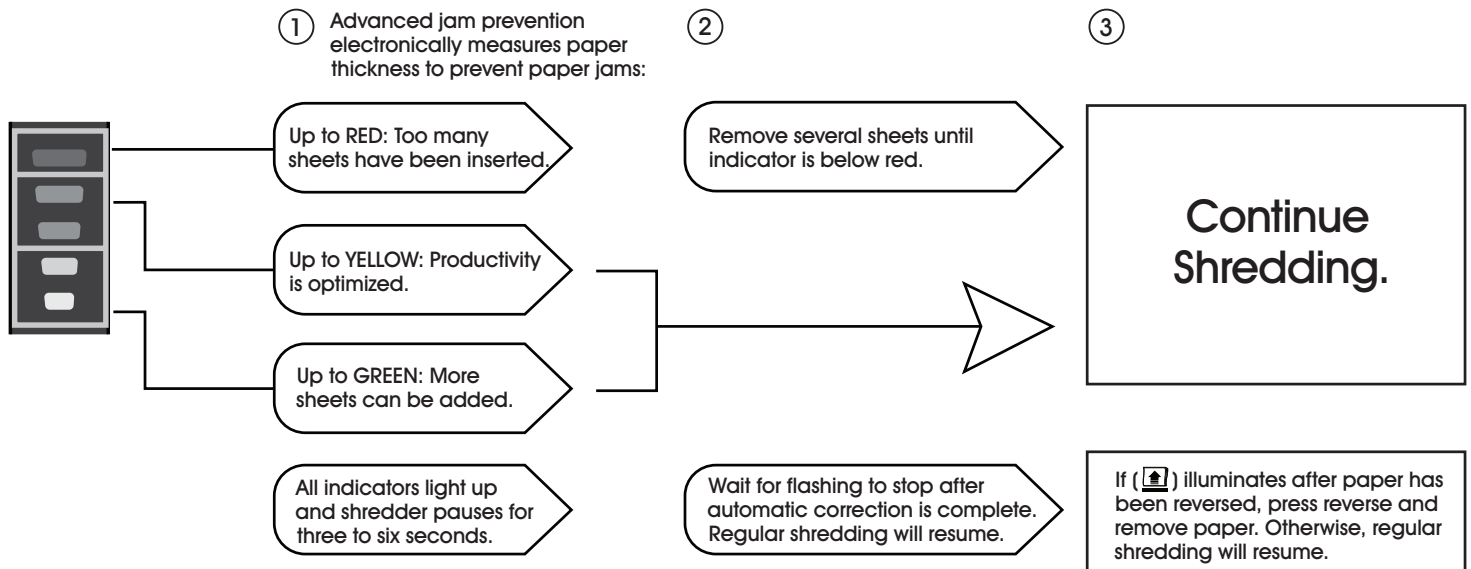 1
Advanced jam prevention
electronically measures paper
thickness to prevent paper jams:
2
3
Up to RED: Too many
sheets have been inserted.
Remove several sheets until
indicator is below red.
Continue
Shredding.
Up to YELLOW: Productivity
is optimized.
Up to GREEN: More
sheets can be added.
All indicators light up
and shredder pauses for
three to six seconds.
Wait for flashing to stop after
automatic correction is complete.
Regular shredding will resume.
If ( ) illuminates after paper has
been reversed, press reverse and
remove paper. Otherwise, regular
shredding will resume.